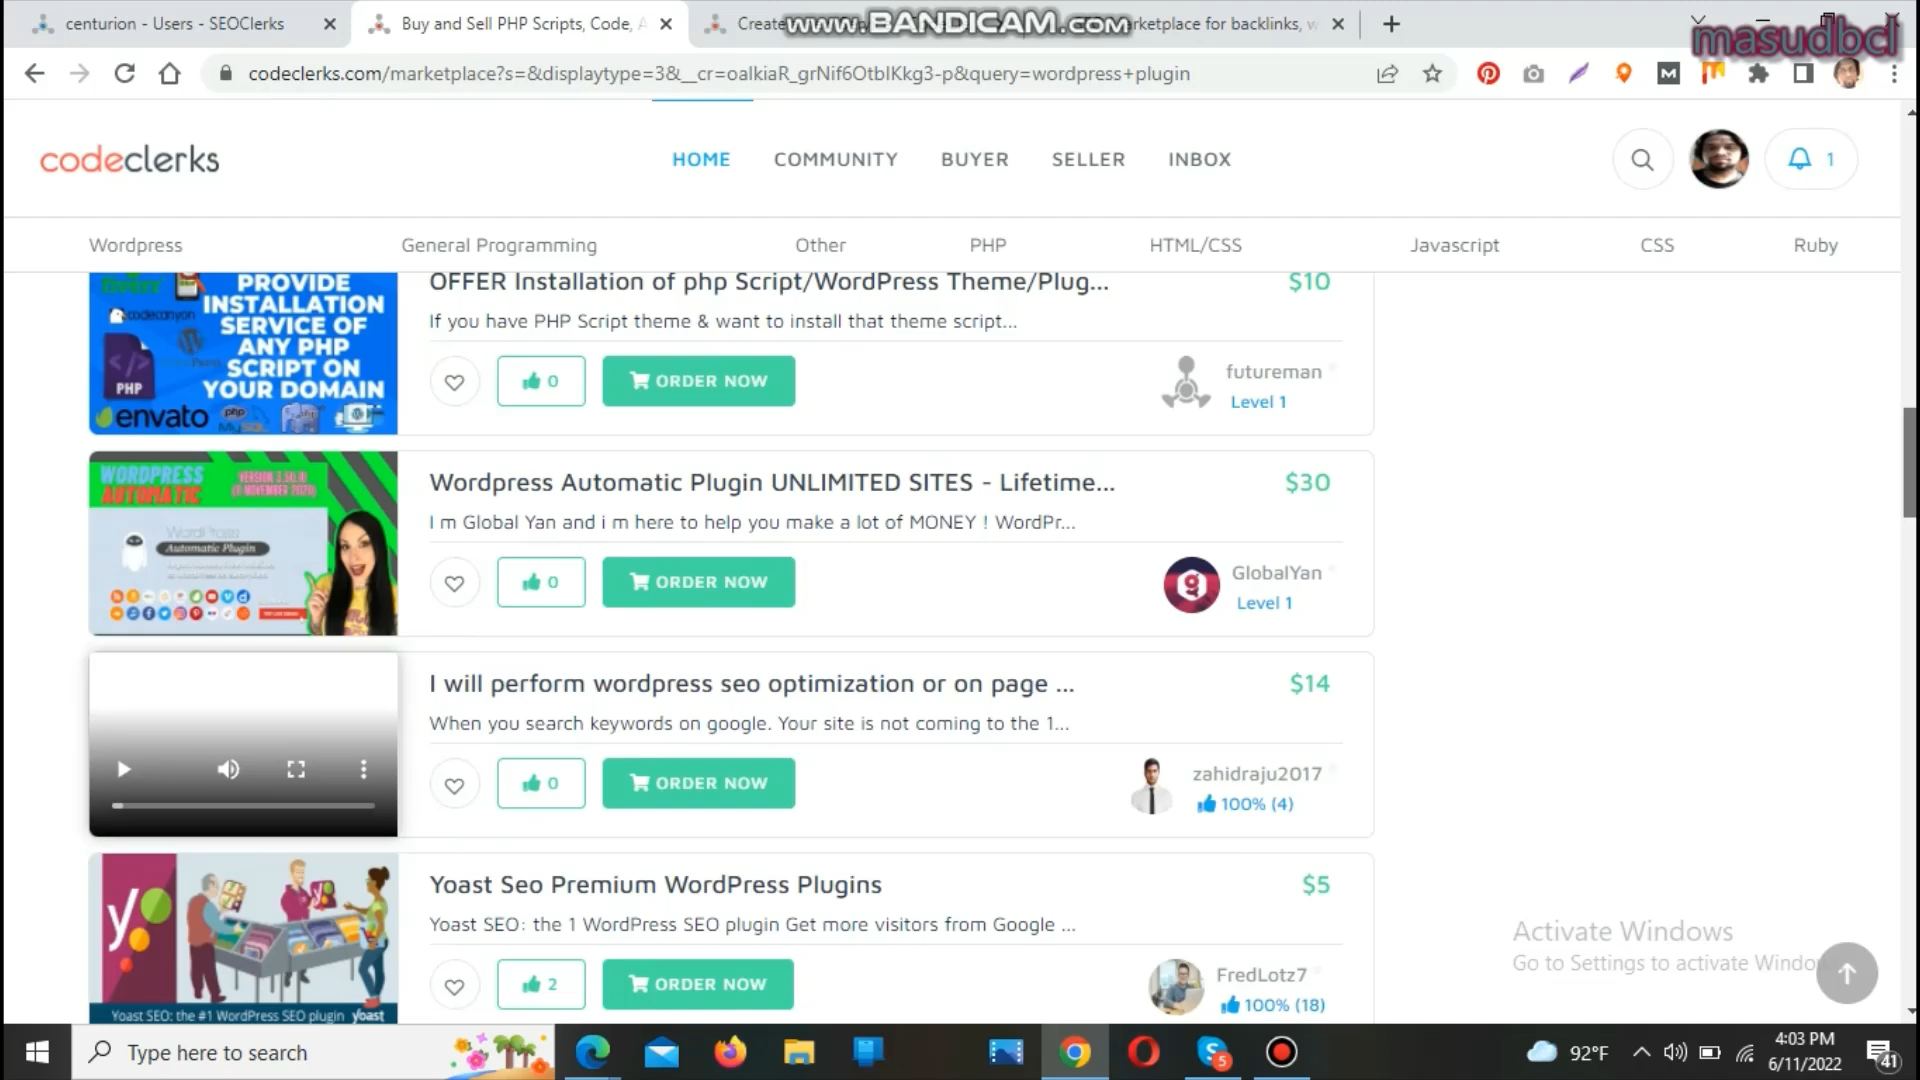 centurion - Users - SEOClerks
Buy and Sell PHP Scripts, Code, A
Create
www.BANDICAM.com
rketplace for backlinks, w
masudbcl
codeclerks.com/marketplace?s=&displaytype=3&__cr=oalkiaR_grNif6OtblKkg3-p&query=wordpress+plugin
codeclerks
HOME
COMMUNITY
BUYER
SELLER
INBOX
1
Wordpress
General Programming
Other
PHP
HTML/CSS
Javascript
CSS
Ruby
PROVIDE
INSTALLATION
SERVICE OF
ANY PHP
SCRIPT ON
YOUR DOMAIN
codecanyon
PHP
envato
php
MySQL
OFFER Installation of php Script/WordPress Theme/Plug...
$10
If you have PHP Script theme & want to install that theme script...
0
ORDER NOW
futureman
Level 1
WORDPRESS
AUTOMATIC
Automatic Plugin
Wordpress Automatic Plugin UNLIMITED SITES - Lifetime...
$30
I m Global Yan and i m here to help you make a lot of MONEY ! WordPr...
0
ORDER NOW
GlobalYan
Level 1
I will perform wordpress seo optimization or on page ...
$14
When you search keywords on google. Your site is not coming to the 1...
0
ORDER NOW
zahidraju2017
100% (4)
Yoast SEO: the #1 WordPress SEO plugin yoast
Yoast Seo Premium WordPress Plugins
$5
Yoast SEO: the 1 WordPress SEO plugin Get more visitors from Google ...
2
ORDER NOW
FredLotz7
100% (18)
Activate Windows
Go to Settings to activate Windo
Type here to search
5
92°F
4:03 PM
6/11/2022
41